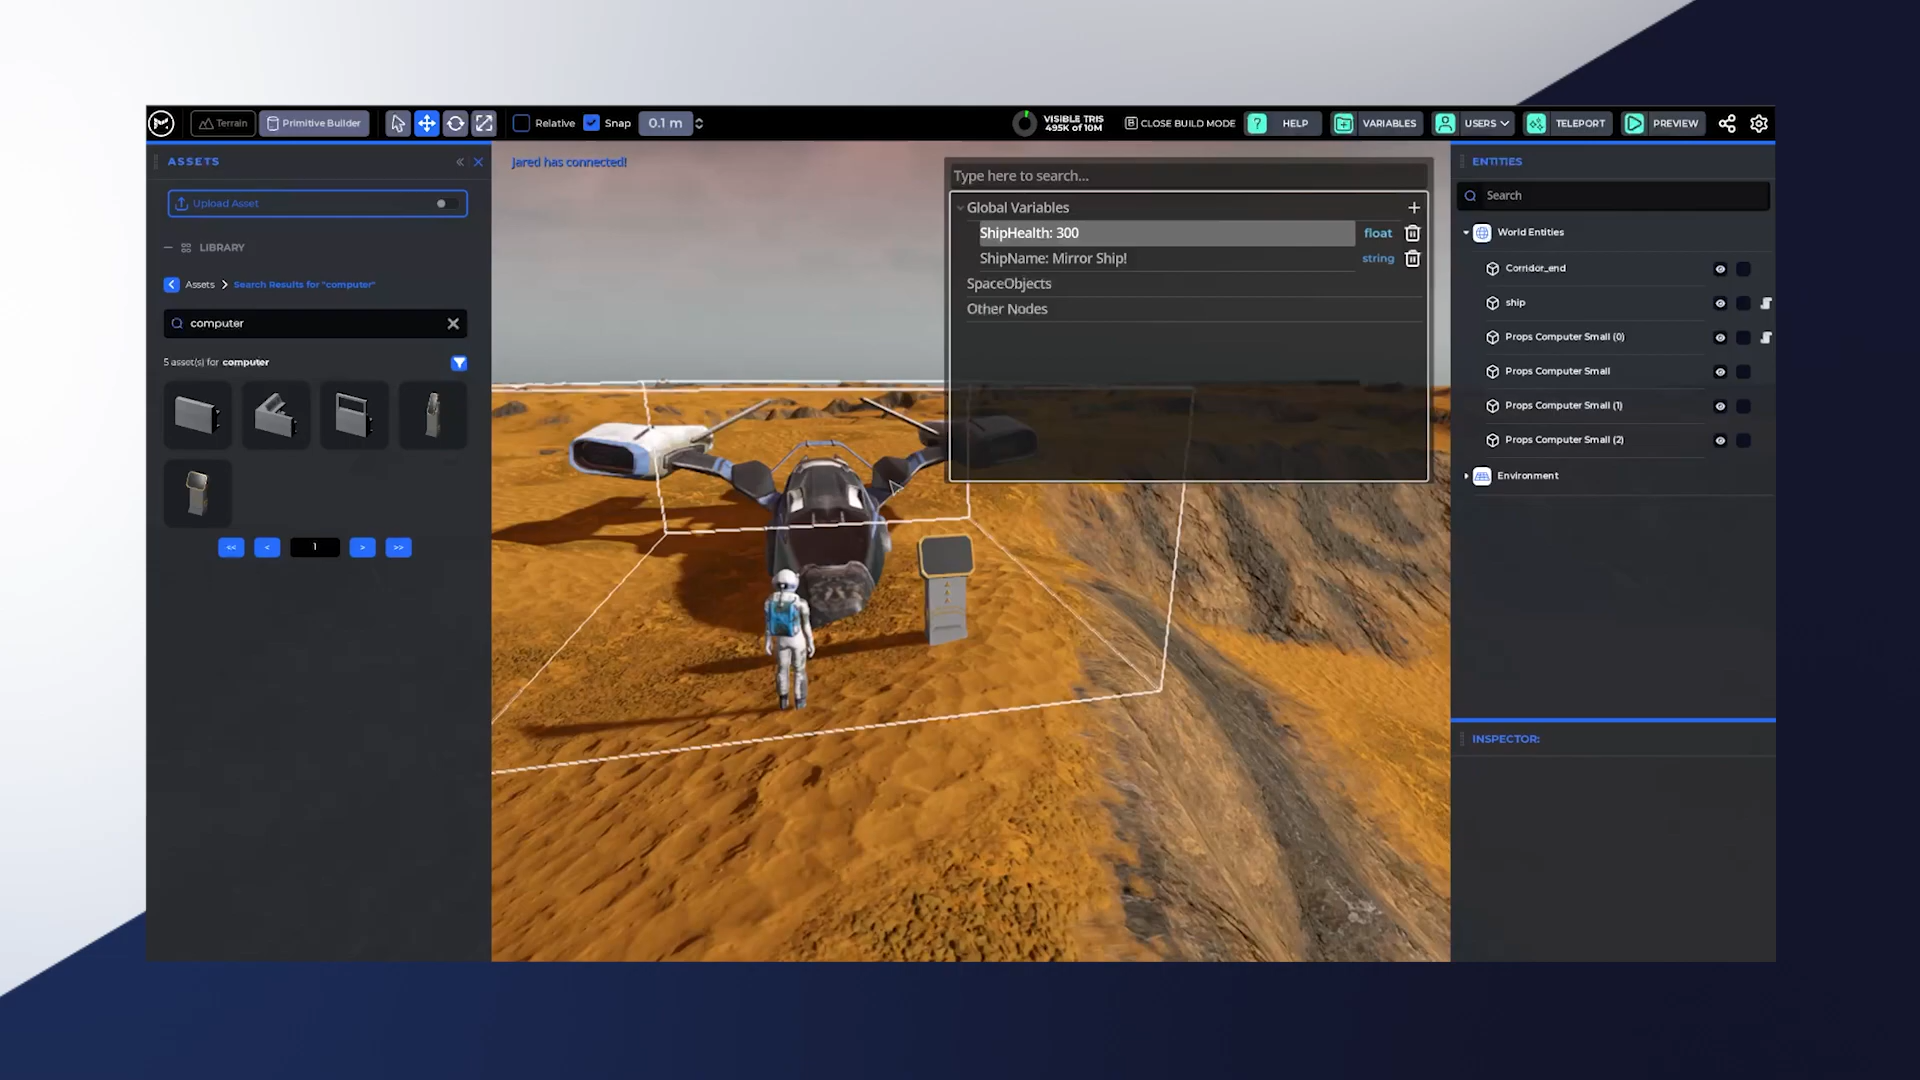 Terrain
Primitive Builder
Relative
Snap
0.1 m
VISIBLE TRIS
495K of 10M
B CLOSE BUILD MODE
? HELP
VARIABLES
USERS
TELEPORT
PREVIEW
ASSETS
Upload Asset
LIBRARY
Assets > Search Results for "computer"
computer
5 asset(s) for computer
<< < 1 > >>
Jared has connected!
Type here to search...
Global Variables
ShipHealth: 300 float
ShipName: Mirror Ship! string
SpaceObjects
Other Nodes
ENTITIES
Search
World Entities
Corridor_end
ship
Props Computer Small (0)
Props Computer Small
Props Computer Small (1)
Props Computer Small (2)
Environment
INSPECTOR: